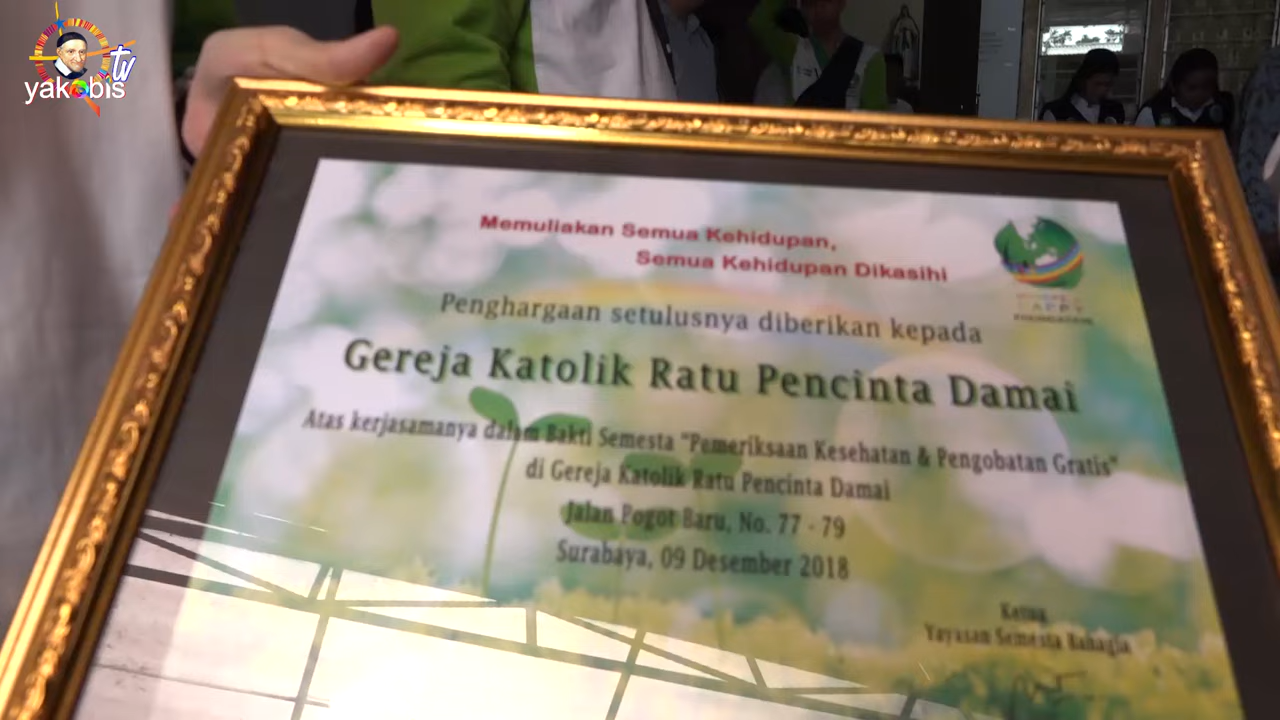 yakobis tv
Memuliakan Semua Kehidupan,
Semua Kehidupan Dikasihi
Penghargaan setulusnya diberikan kepada
Gereja Katolik Ratu Pencinta Damai
Atas kerjasamanya dalam Bakti Semesta "Pemeriksaan Kesehatan & Pengobatan Gratis"
di Gereja Katolik Ratu Pencinta Damai
Jalan Pogot Baru, No. 77 - 79
Surabaya, 09 Desember 2018
Ketua
Yayasan Semesta Bahagia